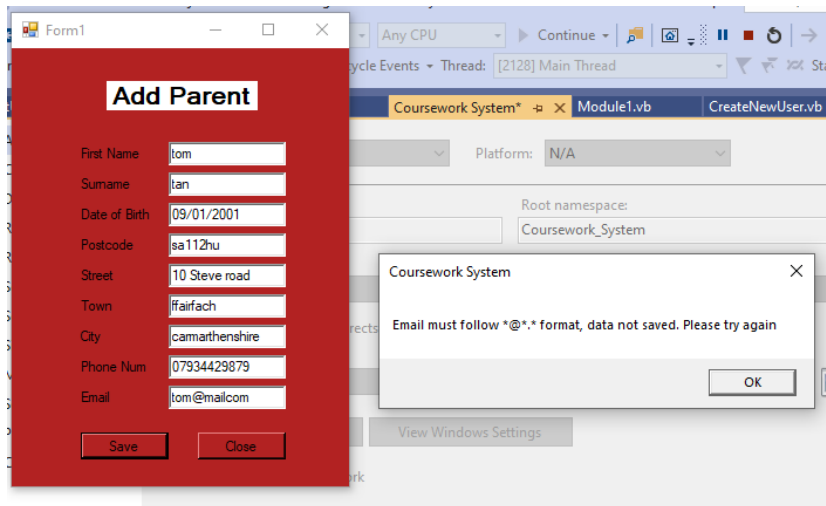 Form1
Any CPU
Continue
cycle Events
Thread:
[2128] Main Thread
Sta
Add Parent
Coursework System*
Module1.vb
CreateNewUser.vb
First Name
tom
Surname
tan
Date of Birth
09/01/2001
Postcode
sa112hu
Street
10 Steve road
Town
ffairfach
City
carmarthenshire
Phone Num
07934429879
Email
tom@mailcom
Save
Close
Platform:
N/A
Root namespace:
Coursework_System
Coursework System
Email must follow *@*.* format, data not saved. Please try again
OK
View Windows Settings